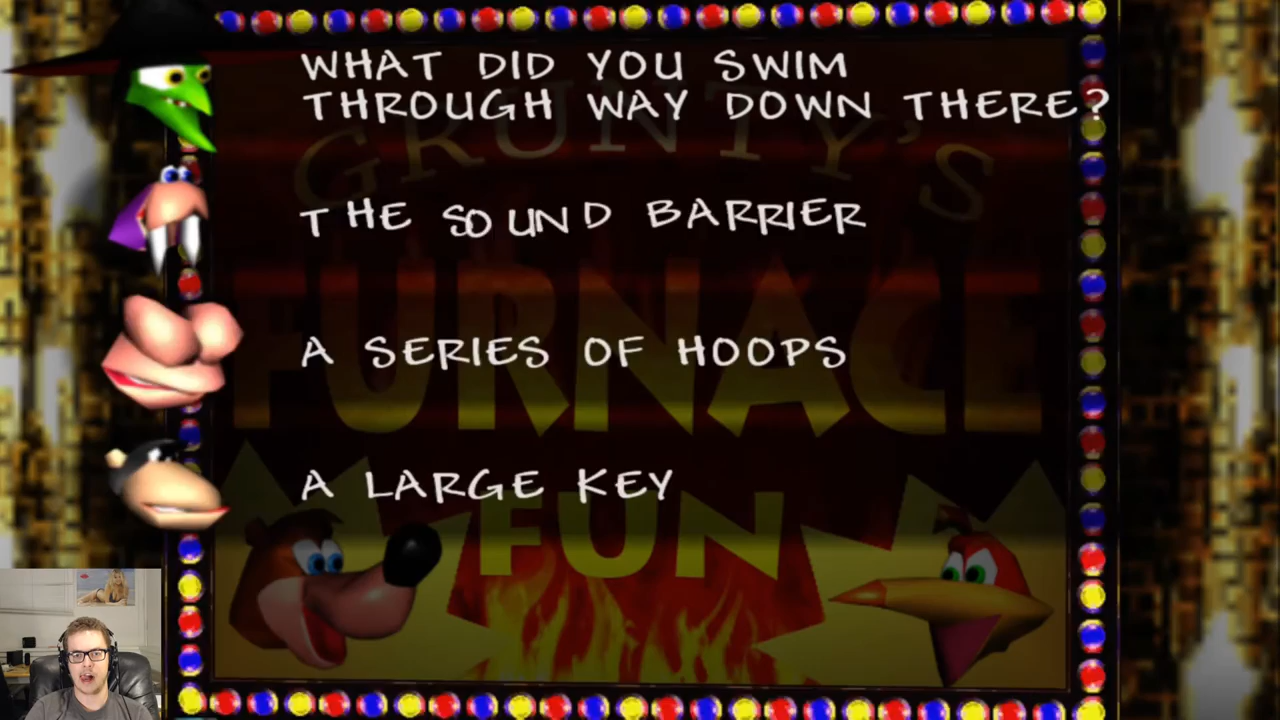 WHAT DID YOU SWIM
THROUGH WAY DOWN THERE?
GRUNTY'S
THE SOUND BARRIER
FURNACE
A SERIES OF HOOPS
A LARGE KEY
FUN